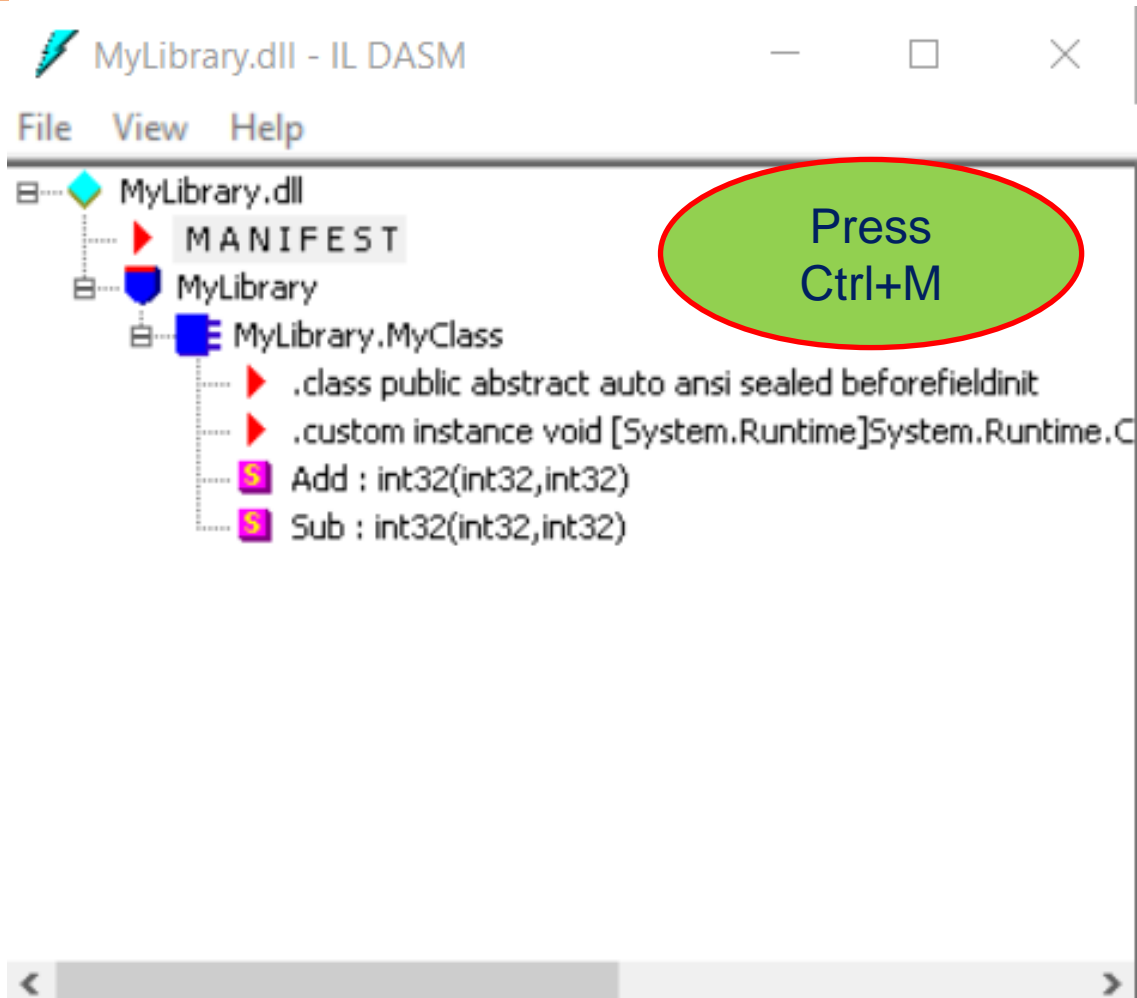 MyLibrary.dll - IL DASM
File View Help
MyLibrary.dll
MANIFEST
MyLibrary
MyLibrary.MyClass
.class public abstract auto ansi sealed beforefieldinit
.custom instance void [System.Runtime]System.Runtime.C
S Add : int32(int32,int32)
S Sub : int32(int32,int32)
Press
Ctrl+M